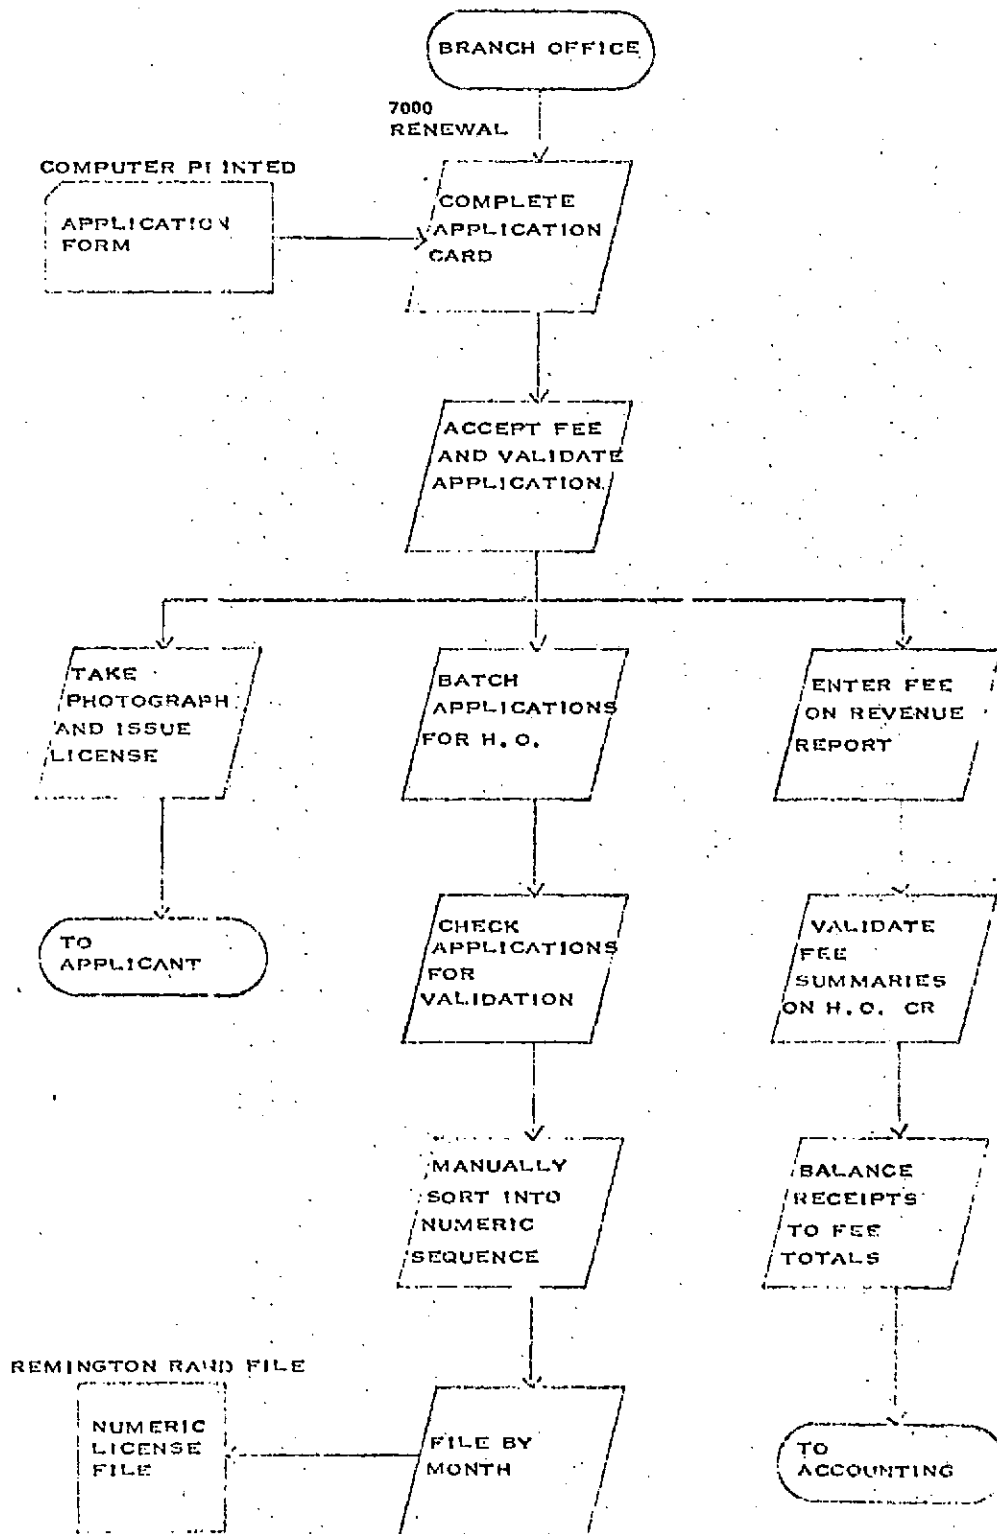 BRANCH OFFICE
7000
RENEWAL
COMPUTER PRINTED
APPLICATION
FORM
COMPLETE
APPLICATION
CARD
ACCEPT FEE
AND VALIDATE
APPLICATION
TAKE
PHOTOGRAPH
AND ISSUE
LICENSE
BATCH
APPLICATIONS
FOR H.O.
ENTER FEE
ON REVENUE
REPORT
TO
APPLICANT
CHECK
APPLICATIONS
FOR
VALIDATION
VALIDATE
FEE
SUMMARIES
ON H.O. CR
MANUALLY
SORT INTO
NUMERIC
SEQUENCE
BALANCE
RECEIPTS
TO FEE
TOTALS
REMINGTON RAND FILE
NUMERIC
LICENSE
FILE
FILE BY
MONTH
TO
ACCOUNTING